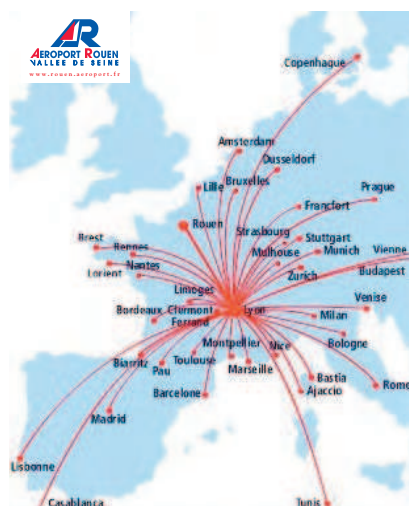 AEROPORT ROUEN
VALLÉE DE SEINE
www.rouen.aeroport.fr
Copenhague
Amsterdam
Dusseldorf
Lille
Bruxelles
Prague
Francfort
Rouen
Strasbourg
Stuttgart
Brest
Rennes
Mulhouse
Munich
Vienne
Nantes
Lorient
Zurich
Budapest
Limoges
Venise
Bordeaux
Clermont
Ferrand
Lyon
Milan
Montpellier
Nice
Bologne
Biarritz
Toulouse
Pau
Marseille
Bastia
Rome
Barcelone
Ajaccio
Madrid
Lisbonne
Casablanca
Tunis